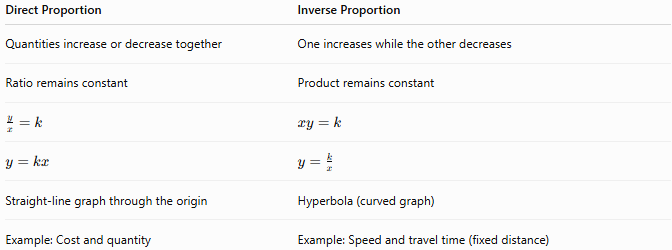 Direct Proportion Inverse Proportion
Quantities increase or decrease together One increases while the other decreases
Ratio remains constant Product remains constant
y/x = k xy = k
y = kx y = k/x
Straight-line graph through the origin Hyperbola (curved graph)
Example: Cost and quantity Example: Speed and travel time (fixed distance)